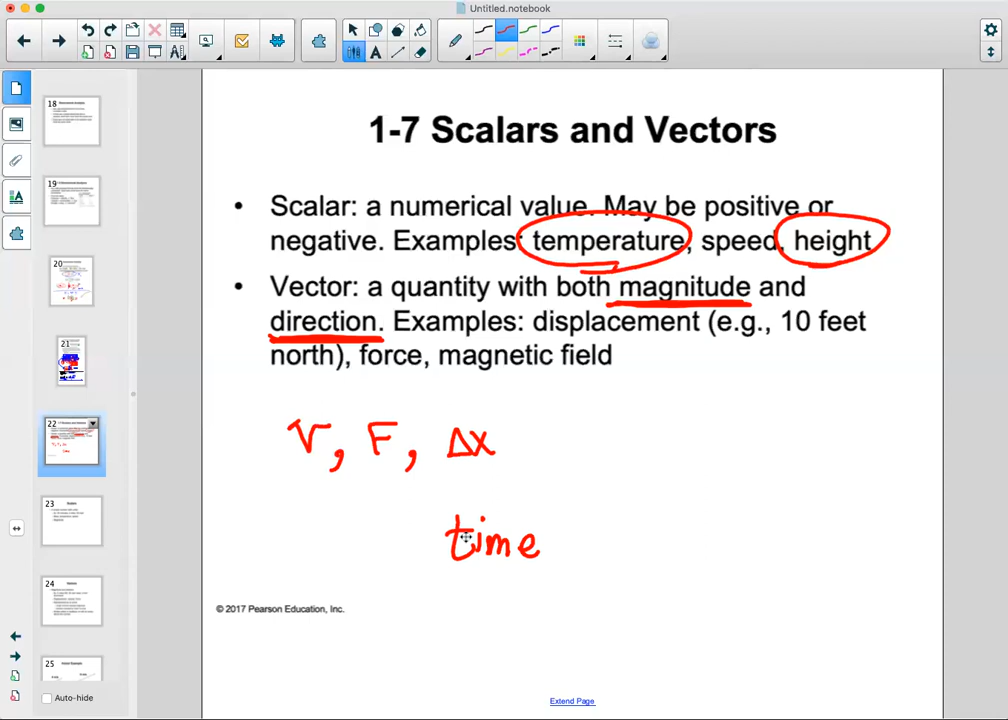 Untitled.notebook
18
19
20
21
22
23
24
25
Auto-hide
1-7 Scalars and Vectors
• Scalar: a numerical value. May be positive or
negative. Examples: temperature, speed, height
• Vector: a quantity with both magnitude and
direction. Examples: displacement (e.g., 10 feet
north), force, magnetic field
V, F, Δx
time
© 2017 Pearson Education, Inc.
Extend Page